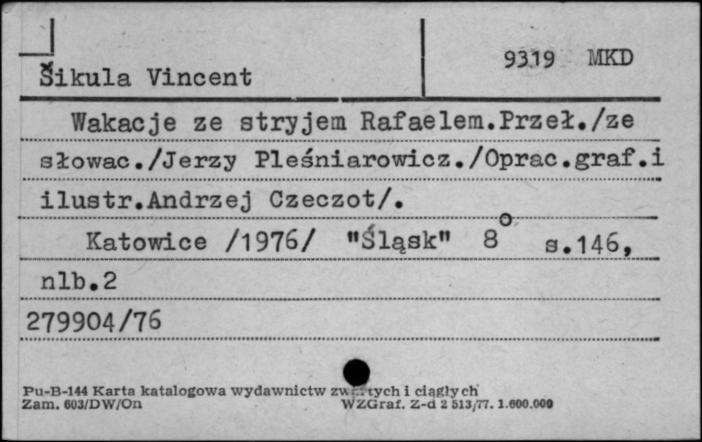 9319 MKD
Šikula Vincent
Wakacje ze stryjem Rafaelem.Przeł./ze
słowac./Jerzy Pleśniarowicz./Oprac.graf.i
ilustr.Andrzej Czeczot/.
Katowice /1976/ "Śląsk" 8° s.146,
nlb.2
279904/76
Pu-B-144 Karta katalogowa wydawnictw zwartych i ciągłych
Zam. 603/DW/On WZGraf. Z-d 2 513/77. 1.600.000